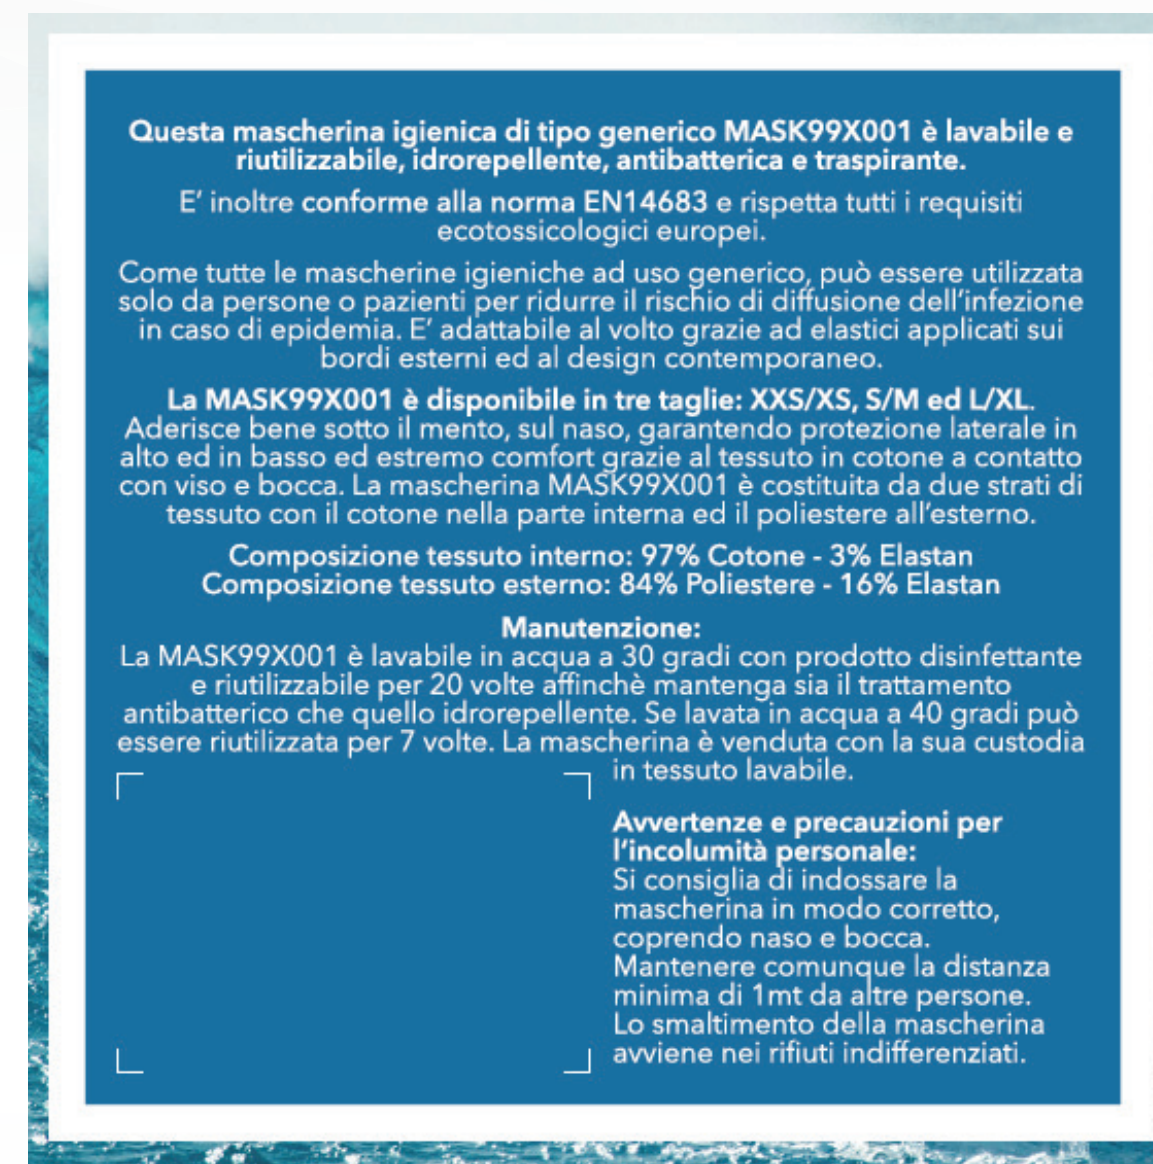 Questa mascherina igienica di tipo generico MASK99X001 è lavabile e
riutilizzabile, idrorepellente, antibatterica e traspirante.
E' inoltre conforme alla norma EN14683 e rispetta tutti i requisiti
ecotossicologici europei.
Come tutte le mascherine igieniche ad uso generico, può essere utilizzata
solo da persone o pazienti per ridurre il rischio di diffusione dell'infezione
in caso di epidemia. E' adattabile al volto grazie ad elastici applicati sui
bordi esterni ed al design contemporaneo.
La MASK99X001 è disponibile in tre taglie: XXS/XS, S/M ed L/XL.
Aderisce bene sotto il mento, sul naso, garantendo protezione laterale in
alto ed in basso ed estremo comfort grazie al tessuto in cotone a contatto
con viso e bocca. La mascherina MASK99X001 è costituita da due strati di
tessuto con il cotone nella parte interna ed il poliestere all'esterno.
Composizione tessuto interno: 97% Cotone - 3% Elastan
Composizione tessuto esterno: 84% Poliestere - 16% Elastan
Manutenzione:
La MASK99X001 è lavabile in acqua a 30 gradi con prodotto disinfettante
e riutilizzabile per 20 volte affinchè mantenga sia il trattamento
antibatterico che quello idrorepellente. Se lavata in acqua a 40 gradi può
essere riutilizzata per 7 volte. La mascherina è venduta con la sua custodia
in tessuto lavabile.
Avvertenze e precauzioni per
l'incolumità personale:
Si consiglia di indossare la
mascherina in modo corretto,
coprendo naso e bocca.
Mantenere comunque la distanza
minima di 1mt da altre persone.
Lo smaltimento della mascherina
avviene nei rifiuti indifferenziati.